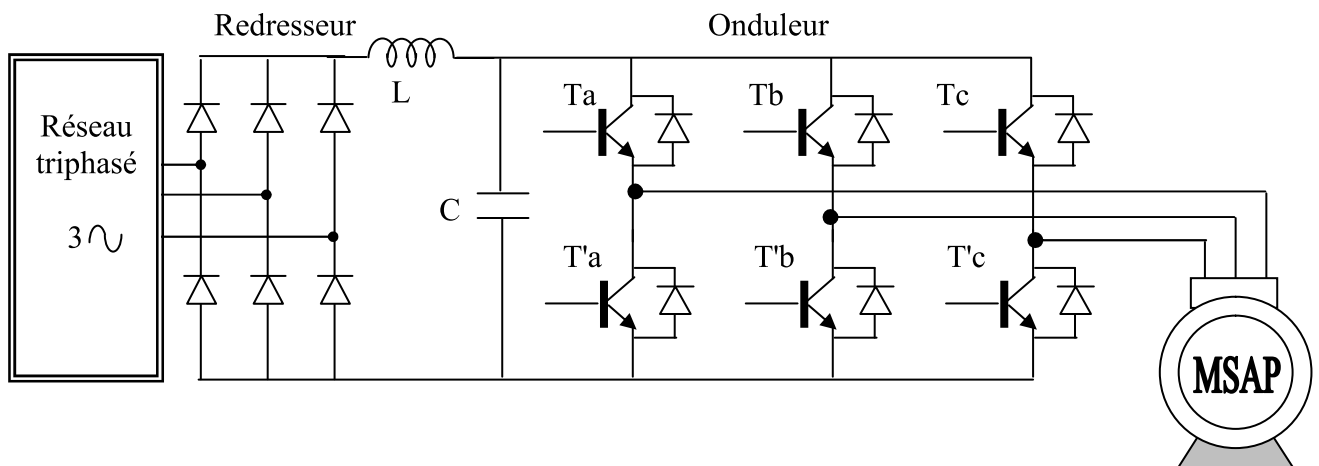 Redresseur
Onduleur
L
Ta
Tb
Tc
Réseau
triphasé
3
C
T'a
T'b
T'c
MSAP